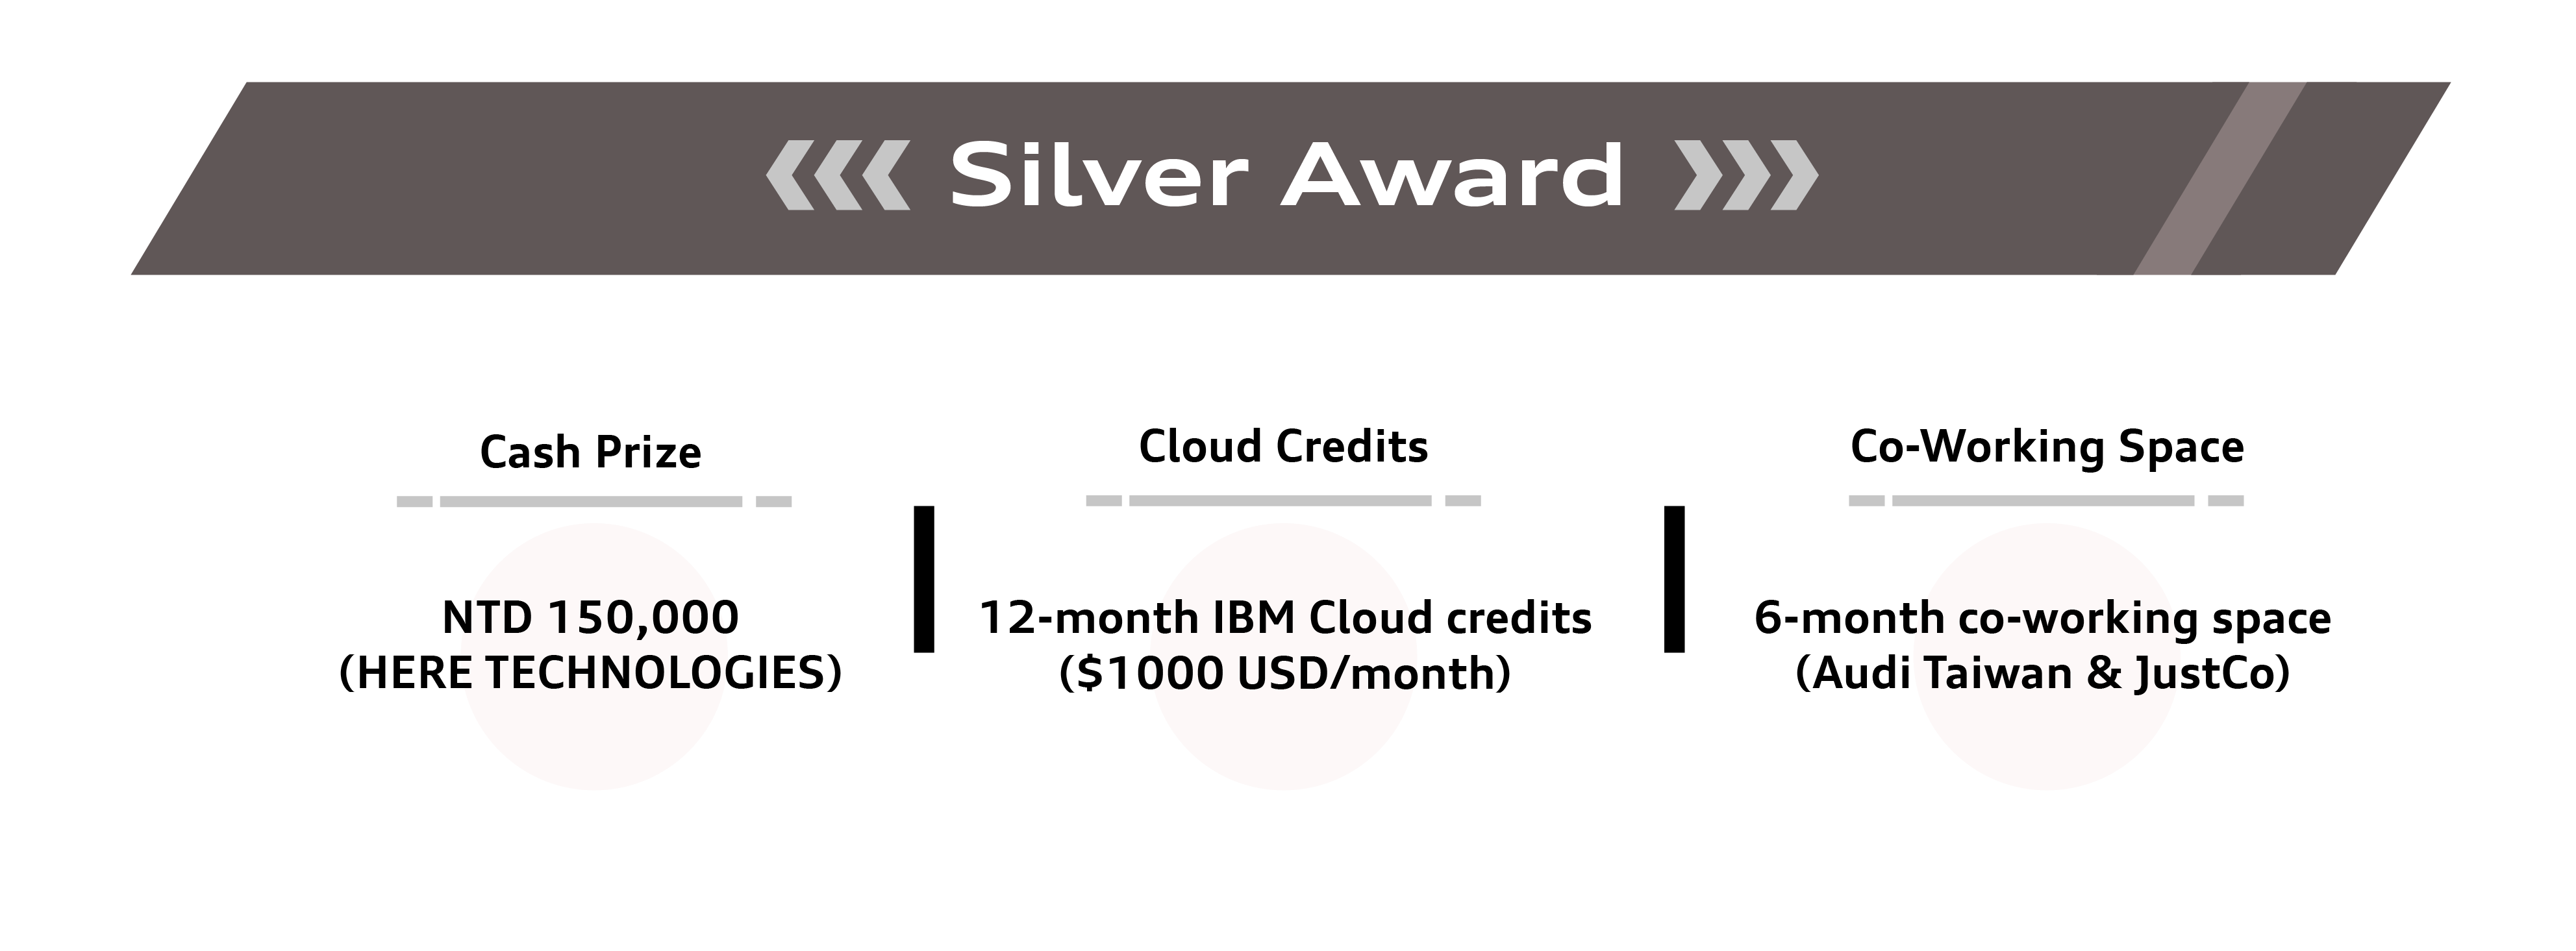 Silver Award
Cash Prize
NTD 150,000
(HERE TECHNOLOGIES)
Cloud Credits
12-month IBM Cloud credits
($1000 USD/month)
Co-Working Space
6-month co-working space
(Audi Taiwan & JustCo)